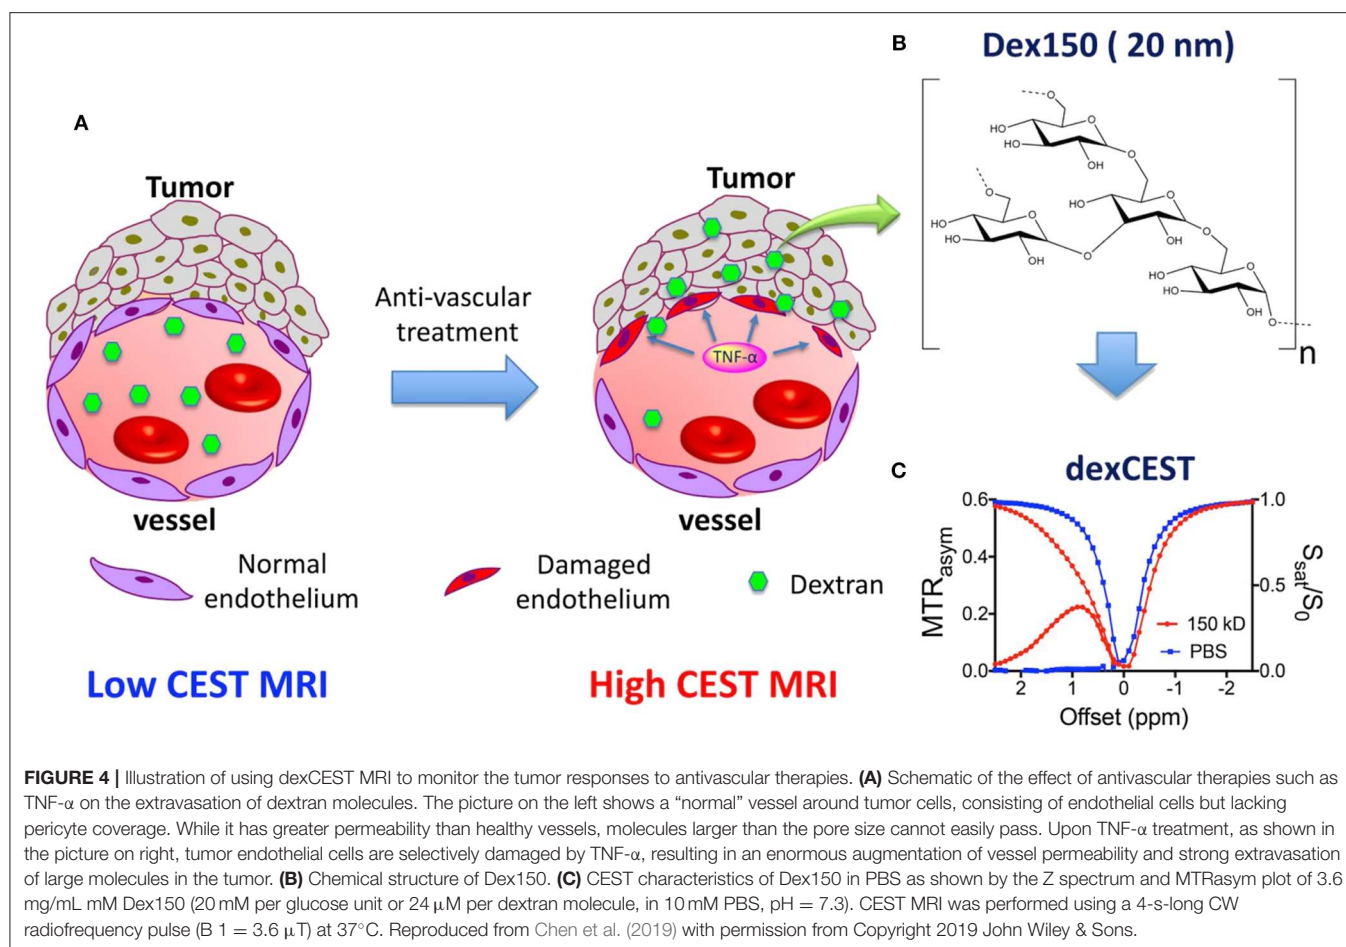 A
Tumor
vessel
Anti-vascular
treatment
Tumor
TNF-α
vessel
Normal
endothelium
Damaged
endothelium
Dextran
Low CEST MRI
High CEST MRI
B
Dex150 ( 20 nm)
O
HO
HO
O
OH
O
O
HO
HO
O
OH
O
HO
O
OH
O
O
HO
HO
O
OH
O
n
C
dexCEST
0.6
0.4
0.2
0.0
MTRasym
1.0
0.5
0.0
Ssat/S0
150 kD
PBS
2 1 0 -1 -2
Offset (ppm)
FIGURE 4 | Illustration of using dexCEST MRI to monitor the tumor responses to antivascular therapies. (A) Schematic of the effect of antivascular therapies such as
TNF-α on the extravasation of dextran molecules. The picture on the left shows a “normal” vessel around tumor cells, consisting of endothelial cells but lacking
pericyte coverage. While it has greater permeability than healthy vessels, molecules larger than the pore size cannot easily pass. Upon TNF-α treatment, as shown in
the picture on right, tumor endothelial cells are selectively damaged by TNF-α, resulting in an enormous augmentation of vessel permeability and strong extravasation
of large molecules in the tumor. (B) Chemical structure of Dex150. (C) CEST characteristics of Dex150 in PBS as shown by the Z spectrum and MTRasym plot of 3.6
mg/mL mM Dex150 (20 mM per glucose unit or 24 μM per dextran molecule, in 10 mM PBS, pH = 7.3). CEST MRI was performed using a 4-s-long CW
radiofrequency pulse (B 1 = 3.6 μT) at 37°C. Reproduced from Chen et al. (2019) with permission from Copyright 2019 John Wiley & Sons.